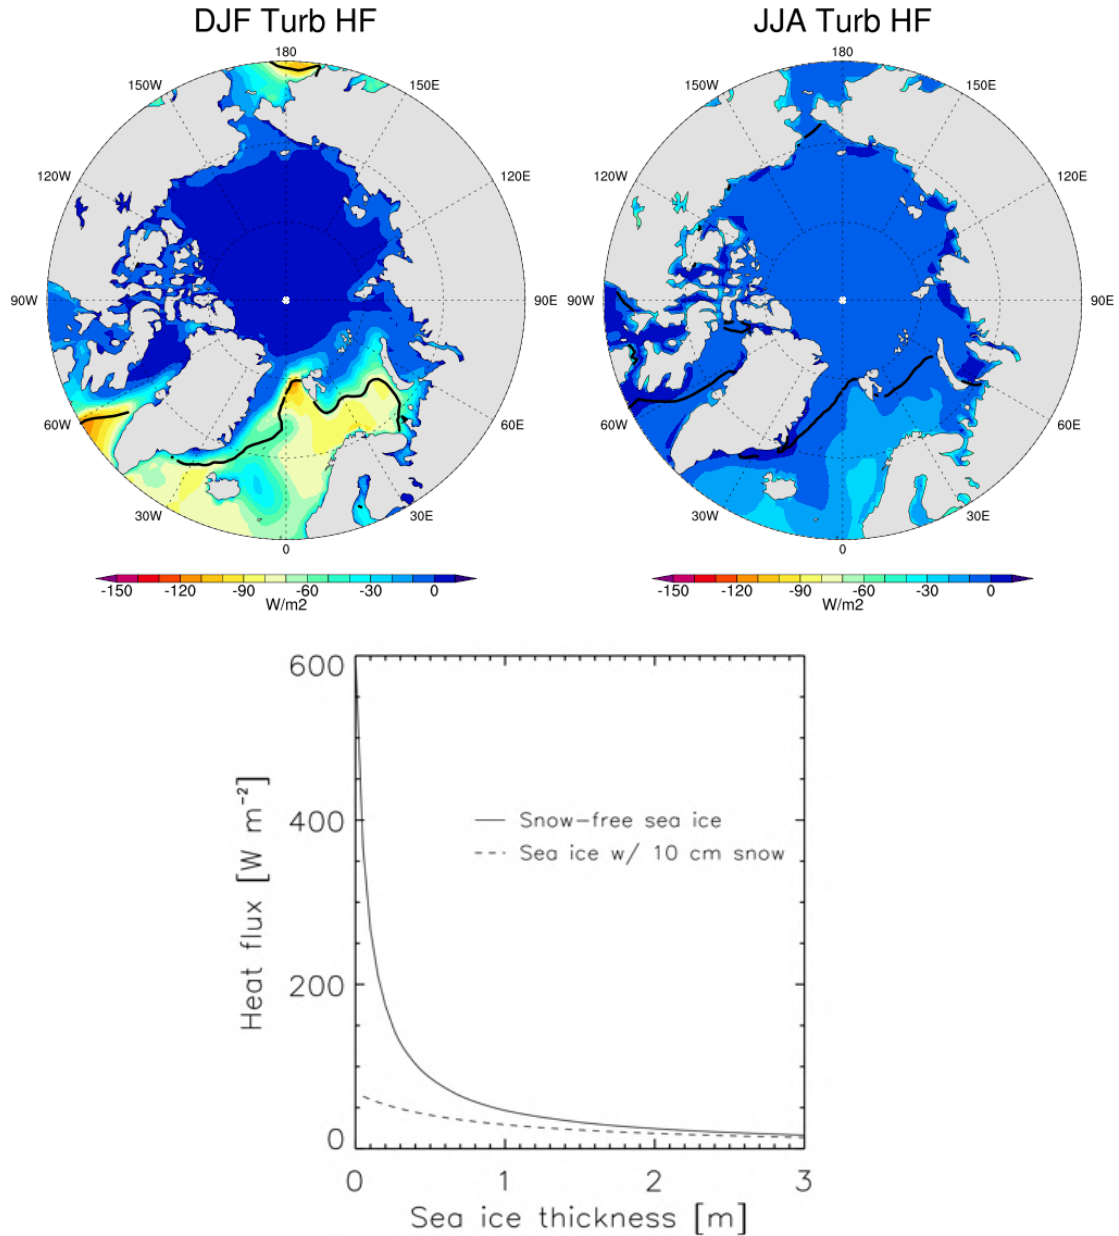 DJF Turb HF
JJA Turb HF
180
150W
150E
120W
120E
90W
90E
60W
60E
30W
30E
0
-150 -120 -90 -60 -30 0
W/m2
180
150W
150E
120W
120E
90W
90E
60W
60E
30W
30E
0
-150 -120 -90 -60 -30 0
W/m2
600
400
200
0
Heat flux [W m⁻²]
Snow-free sea ice
Sea ice w/ 10 cm snow
0 1 2 3
Sea ice thickness [m]